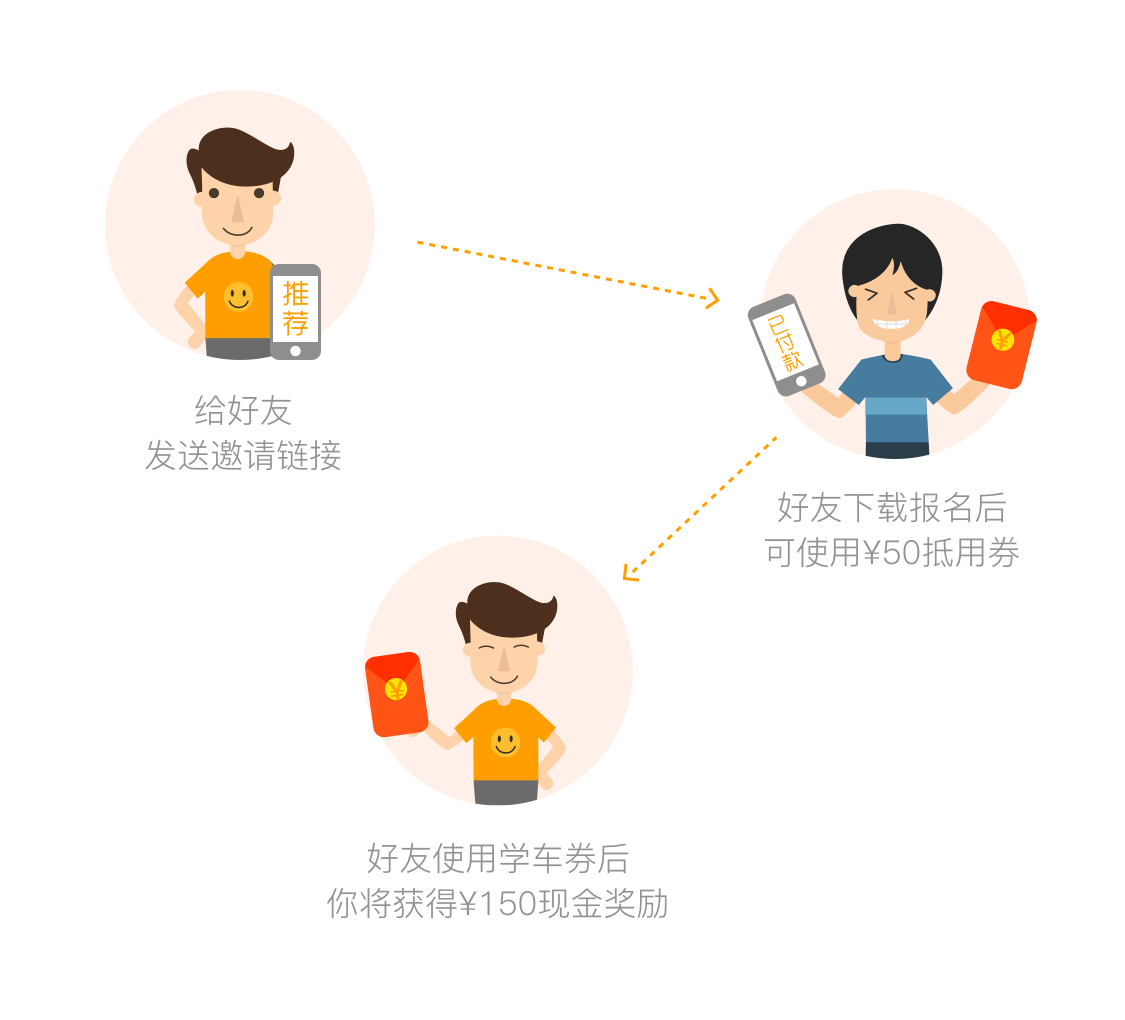 推
荐
给好友
发送邀请链接
已付款
¥
好友下载报名后
可使用¥50抵用券
¥
好友使用学车券后
你将获得¥150现金奖励